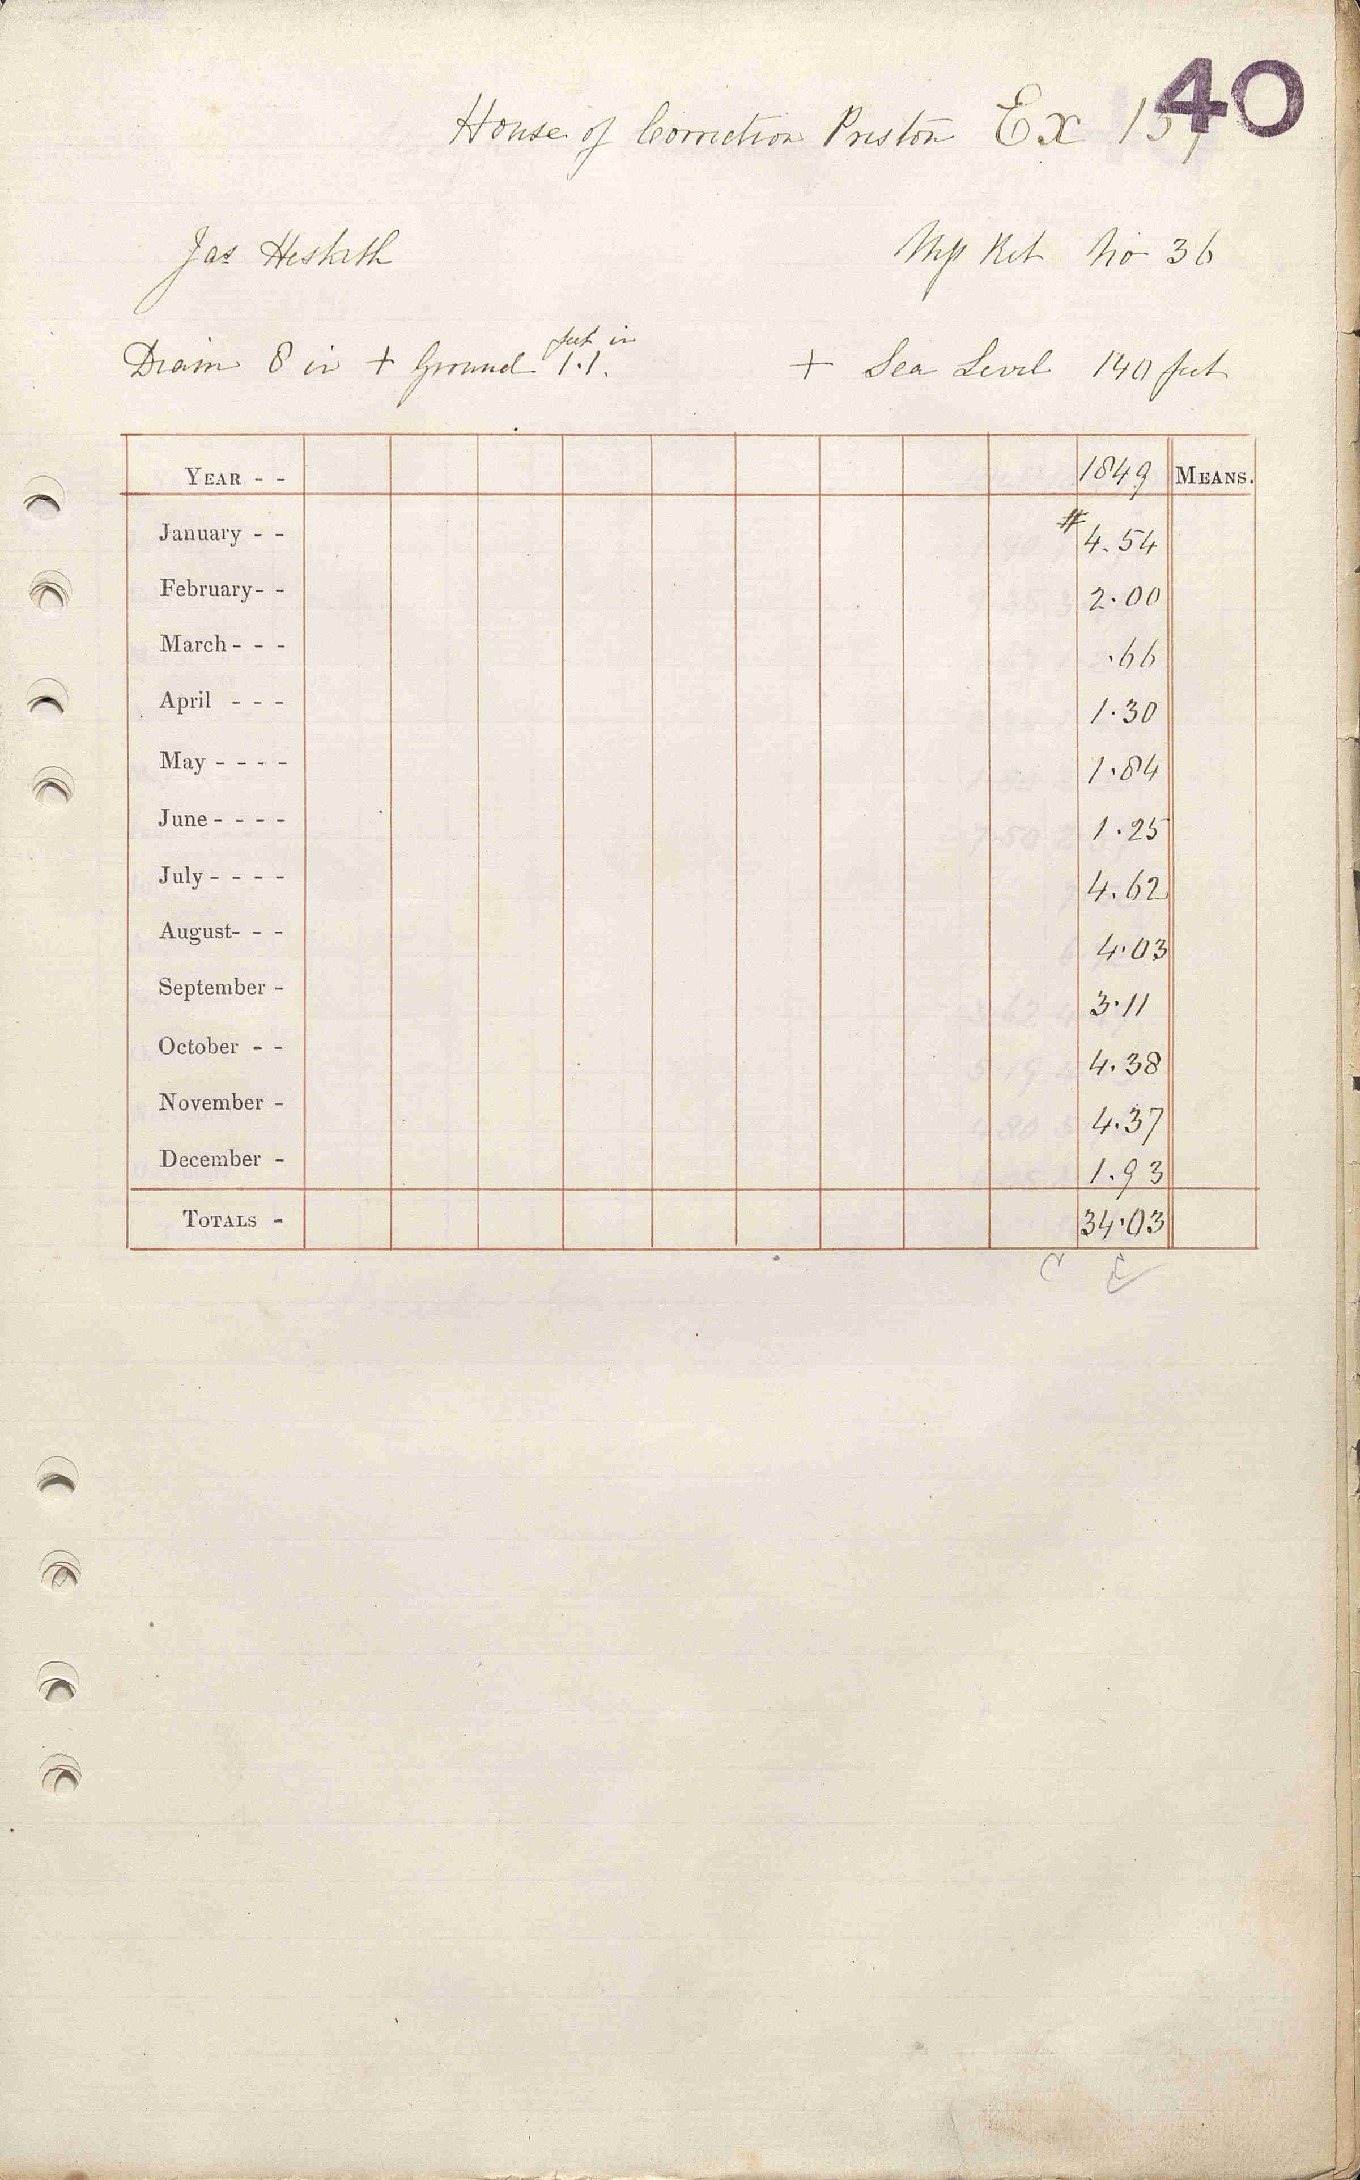 40
House of Correction Preston Ex
Jas Hesketh
Mss Ret No 36
feet in
Diam 8 in + Ground 1.1.
+ Sea Level 140 feet
YEAR - - 1849 MEANS.
January - - # 4.54
February- - 2.00
March- - - .66
April - - - 1.30
May - - - - 1.84
June- - - - 1.25
July- - - - 4.62
August- - - 4.03
September - 3.11
October - - 4.38
November - 4.37
December - 1.93
TOTALS - 34.03